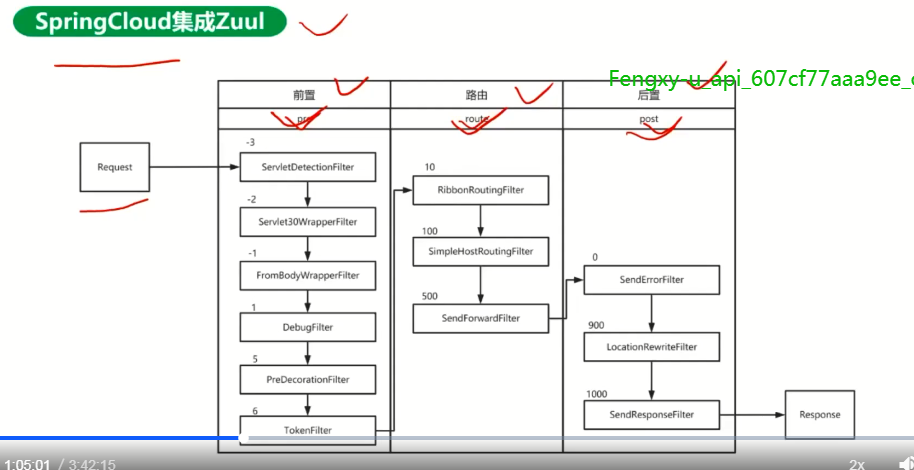 SpringCloud集成Zuul
Fengxy-u_api_607cf77aaa9ee_
前置
路由
后置
pre
route
post
Request
-3
ServletDetectionFilter
-2
Servlet30WrapperFilter
-1
FromBodyWrapperFilter
1
DebugFilter
5
PreDecorationFilter
6
TokenFilter
10
RibbonRoutingFilter
100
SimpleHostRoutingFilter
500
SendForwardFilter
0
SendErrorFilter
900
LocationRewriteFilter
1000
SendResponseFilter
Response
1:05:01 / 3:42:15
2x